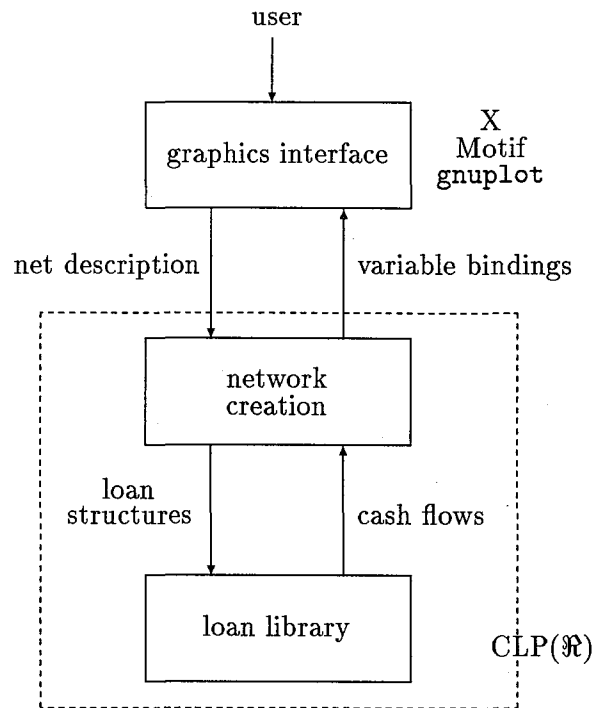 user
graphics interface
X
Motif
gnuplot
net description
variable bindings
network
creation
loan
structures
cash flows
loan library
CLP(ℜ)